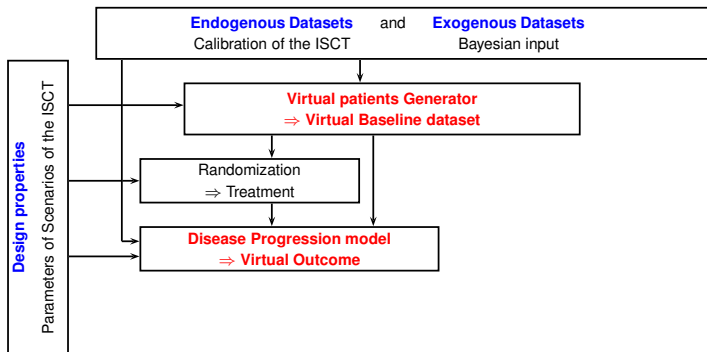 Endogenous Datasets and Exogenous Datasets
Calibration of the ISCT Bayesian input
Virtual patients Generator
⇒ Virtual Baseline dataset
Randomization
⇒ Treatment
Disease Progression model
⇒ Virtual Outcome
Design properties
Parameters of Scenarios of the ISCT